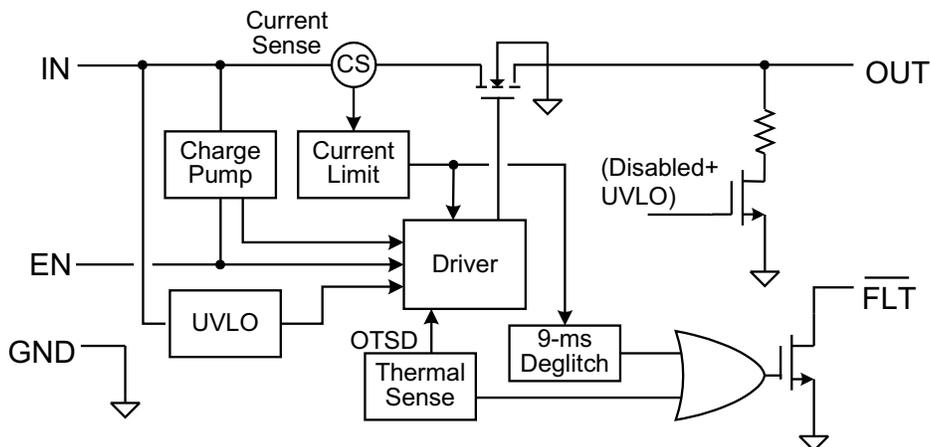 Current
Sense
IN
CS
OUT
Charge
Pump
Current
Limit
(Disabled+
UVLO)
EN
Driver
UVLO
FLT
GND
OTSD
9-ms
Deglitch
Thermal
Sense